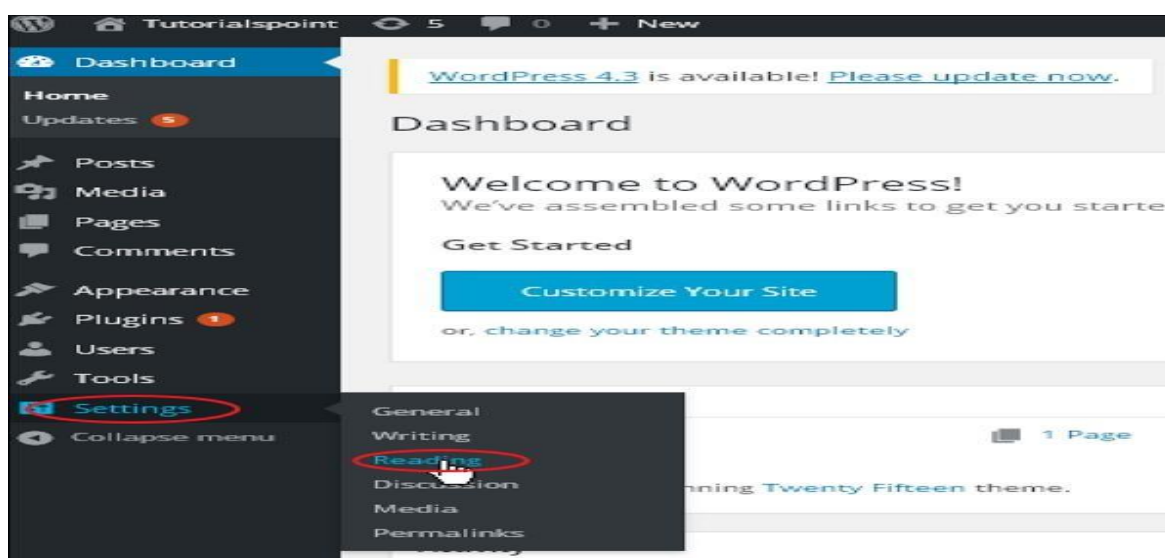 Tutorialspoint 5 0 New
Dashboard
Home
Updates 5
Posts
Media
Pages
Comments
Appearance
Plugins 1
Users
Tools
Settings
Collapse menu
General
Writing
Reading
Discussion
Media
Permalinks
WordPress 4.3 is available! Please update now.
Dashboard
Welcome to WordPress!
We've assembled some links to get you starte
Get Started
Customize Your Site
or, change your theme completely
1 Page
nning Twenty Fifteen theme.